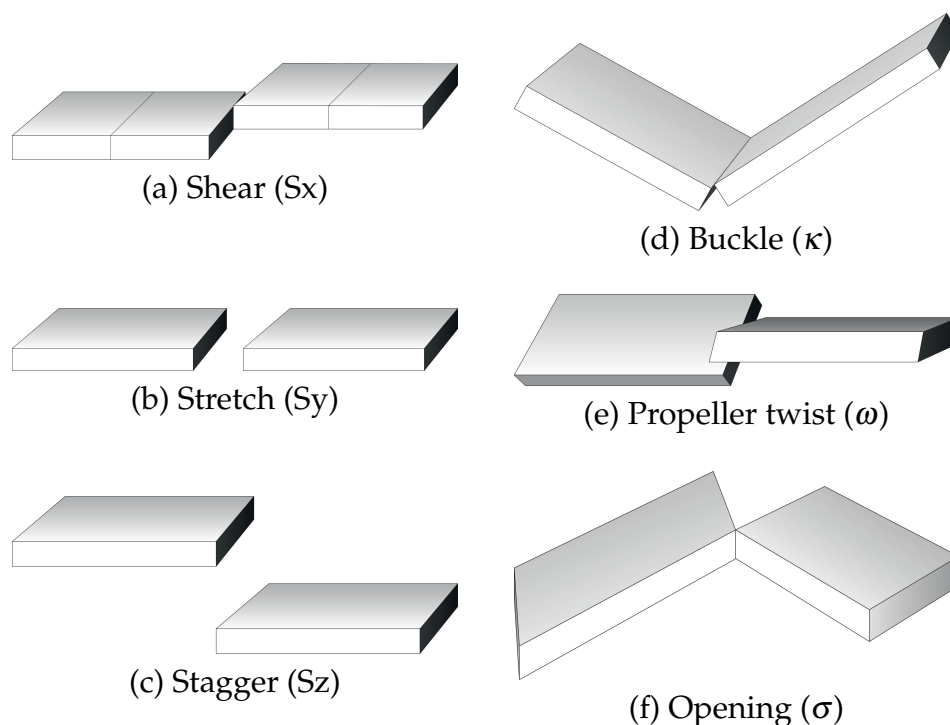 (a) Shear (Sx)
(b) Stretch (Sy)
(c) Stagger (Sz)
(d) Buckle (κ)
(e) Propeller twist (ω)
(f) Opening (σ)